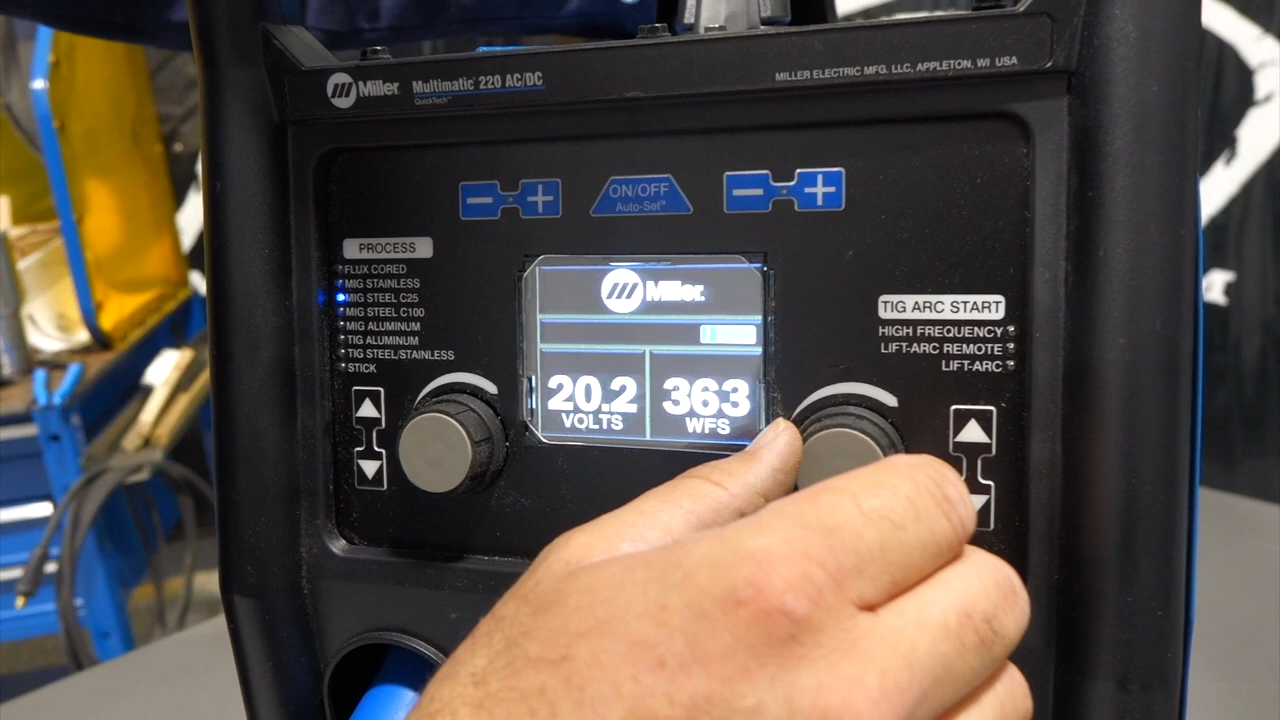 Miller Multimatic® 220 AC/DC
QuickTech™
MILLER ELECTRIC MFG. LLC, APPLETON, WI USA
− +
ON/OFF
Auto-Set™
− +
PROCESS
FLUX CORED
MIG STAINLESS
MIG STEEL C25
MIG STEEL C100
MIG ALUMINUM
TIG ALUMINUM
TIG STEEL/STAINLESS
STICK
Miller
20.2
VOLTS
363
WFS
TIG ARC START
HIGH FREQUENCY
LIFT-ARC REMOTE
LIFT-ARC